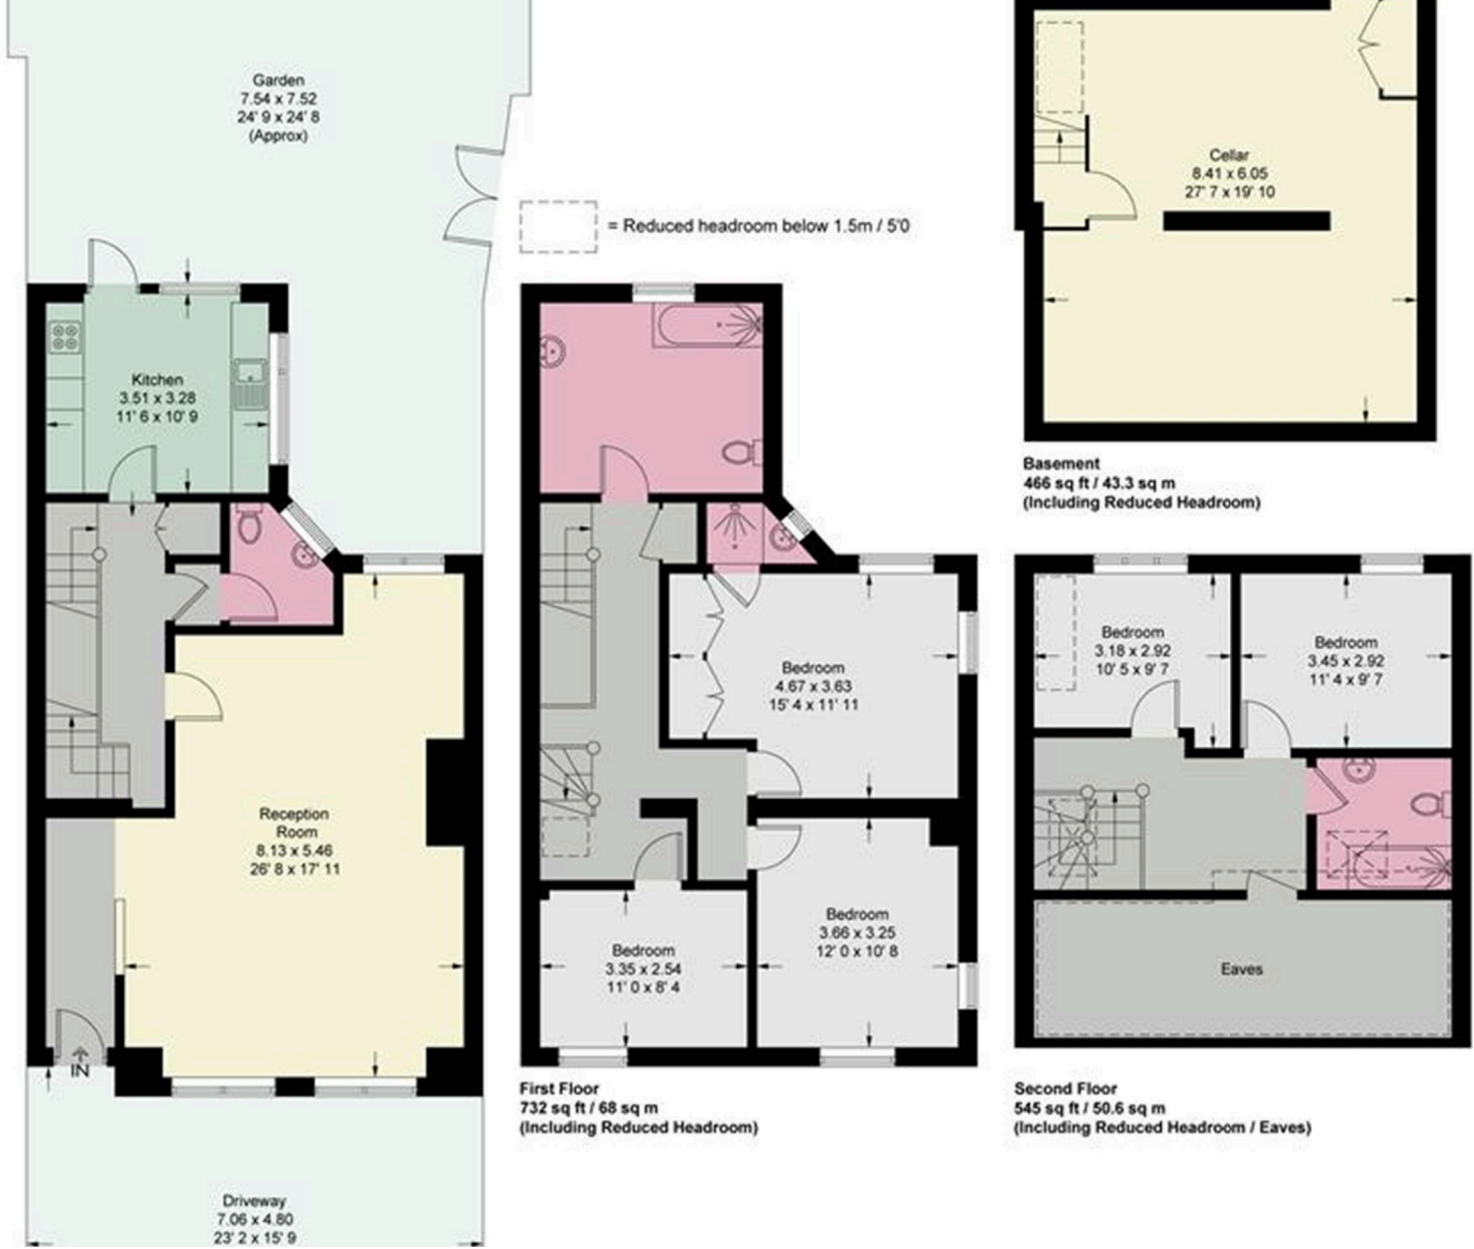 Garden
7.54 x 7.52
24' 9 x 24' 8
(Approx)
= Reduced headroom below 1.5m / 5'0
Cellar
8.41 x 6.05
27' 7 x 19' 10
Basement
466 sq ft / 43.3 sq m
(Including Reduced Headroom)
Kitchen
3.51 x 3.28
11' 6 x 10' 9
Reception
Room
8.13 x 5.46
26' 8 x 17' 11
IN
Driveway
7.06 x 4.80
23' 2 x 15' 9
Bedroom
4.67 x 3.63
15' 4 x 11' 11
Bedroom
3.66 x 3.25
12' 0 x 10' 8
Bedroom
3.35 x 2.54
11' 0 x 8' 4
First Floor
732 sq ft / 68 sq m
(Including Reduced Headroom)
Bedroom
3.18 x 2.92
10' 5 x 9' 7
Bedroom
3.45 x 2.92
11' 4 x 9' 7
Eaves
Second Floor
545 sq ft / 50.6 sq m
(Including Reduced Headroom / Eaves)